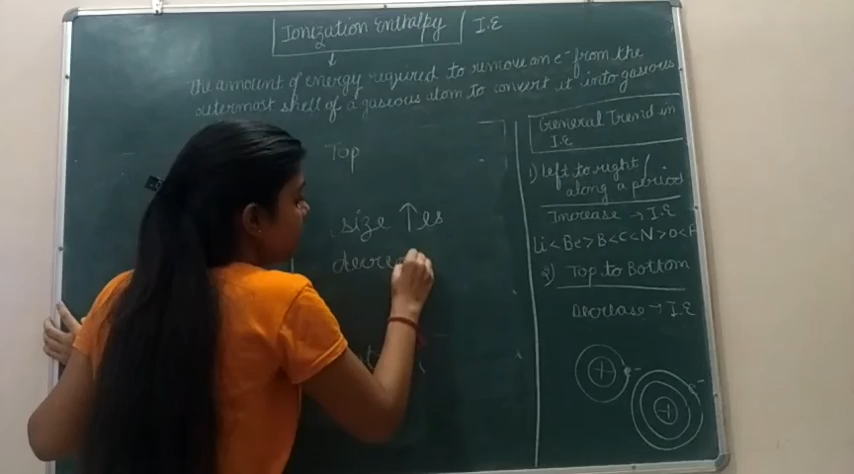 Ionization Enthalpy I.E
↓
The amount of energy required to remove an e⁻ from the
outermost shell of a gaseous atom to convert it into gaseous
Top
size ↑es
decre
General Trend in
I.E
1) Left to right /
along a period
Increase → I.E
Li<Be>B<C<N>O<F
2) Top to Bottom
Decrease → I.E
+
e⁻
+
e⁻